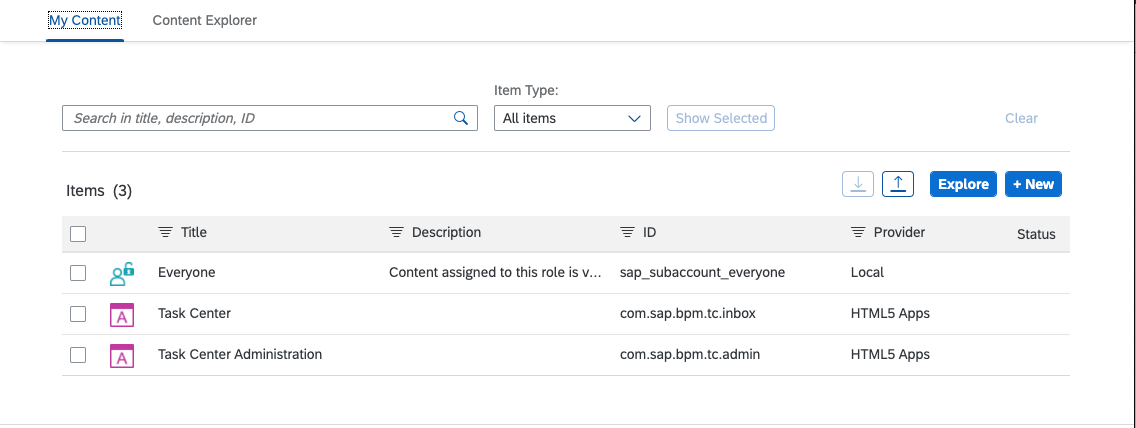 My Content Content Explorer
Item Type:
Search in title, description, ID All items Show Selected Clear
Items (3) Explore + New
Title Description ID Provider Status
Everyone Content assigned to this role is v... sap_subaccount_everyone Local
A Task Center com.sap.bpm.tc.inbox HTML5 Apps
A Task Center Administration com.sap.bpm.tc.admin HTML5 Apps